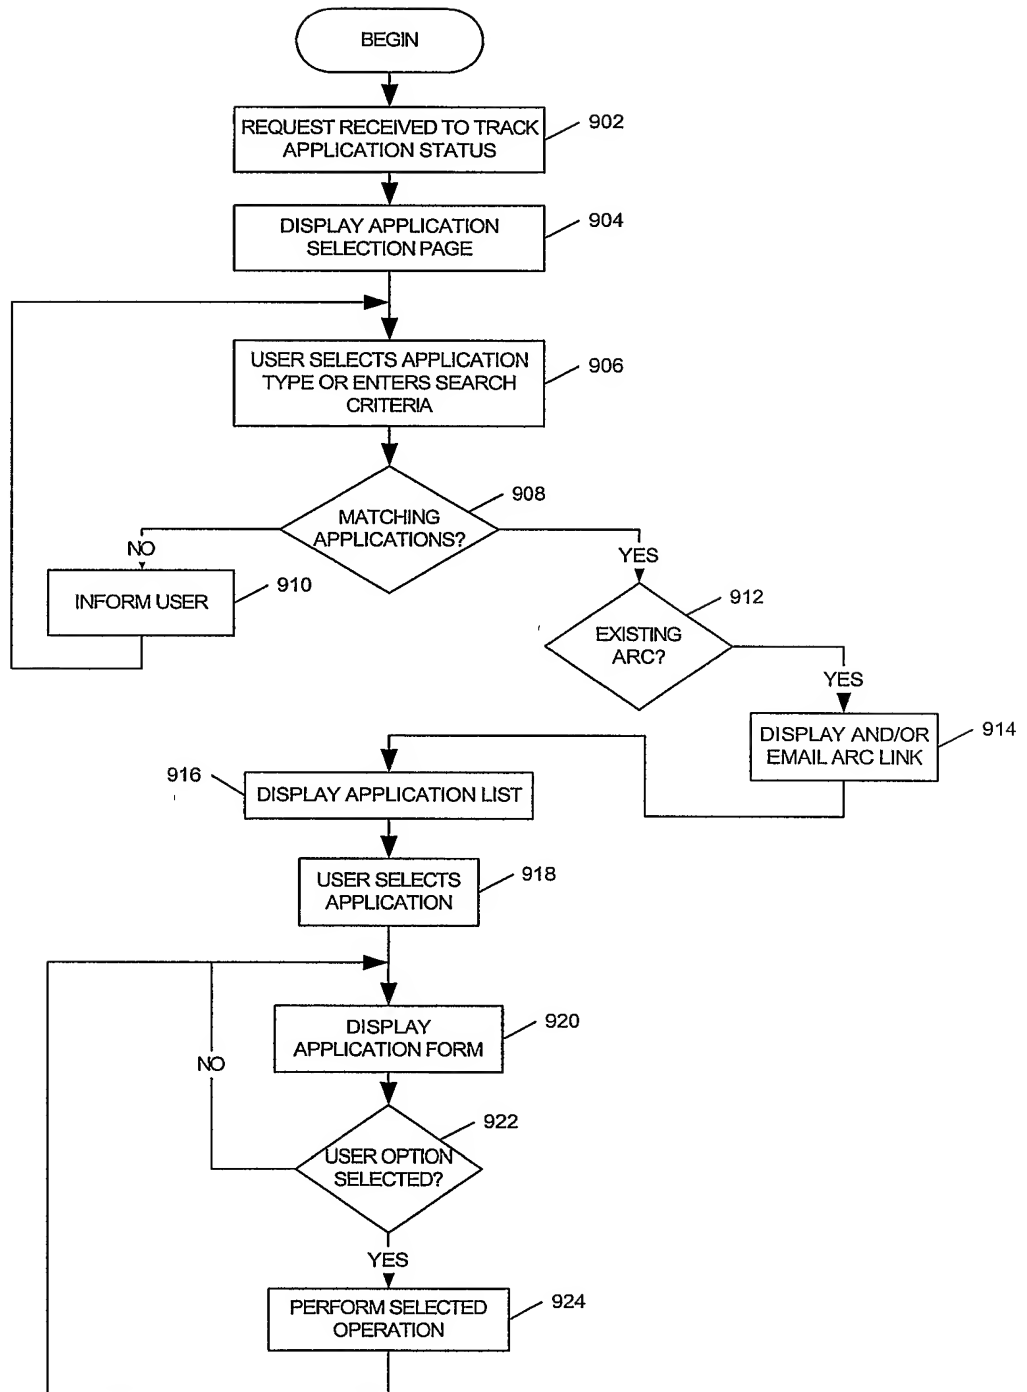 BEGIN
REQUEST RECEIVED TO TRACK
APPLICATION STATUS
902
DISPLAY APPLICATION
SELECTION PAGE
904
USER SELECTS APPLICATION
TYPE OR ENTERS SEARCH
CRITERIA
906
MATCHING
APPLICATIONS?
908
NO
YES
INFORM USER
910
EXISTING
ARC?
912
YES
DISPLAY AND/OR
EMAIL ARC LINK
914
916
DISPLAY APPLICATION LIST
USER SELECTS
APPLICATION
918
DISPLAY
APPLICATION FORM
920
NO
USER OPTION
SELECTED?
922
YES
PERFORM SELECTED
OPERATION
924